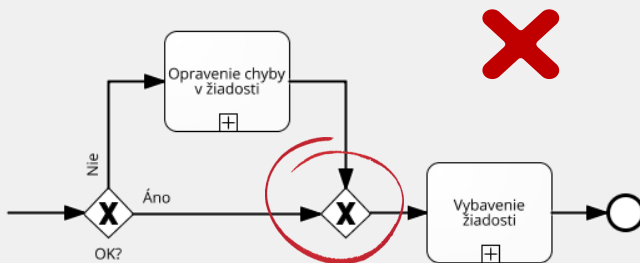 Opravenie chyby
v žiadosti
Nie
Áno
OK?
Vybavenie
žiadosti